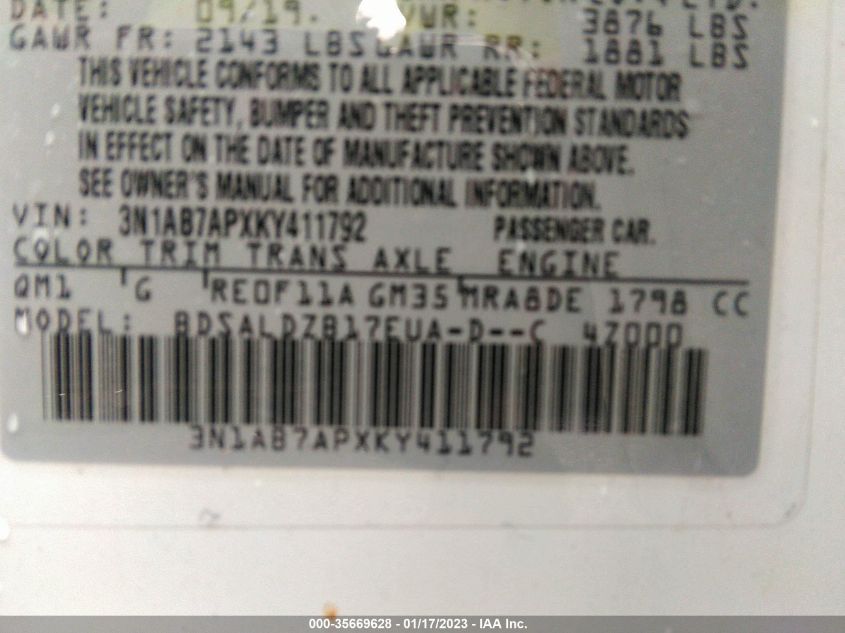 DATE: 09/19. GVWR: 3876 LBS
GAWR FR: 2143 LBS GAWR RR: 1881 LBS
THIS VEHICLE CONFORMS TO ALL APPLICABLE FEDERAL MOTOR
VEHICLE SAFETY, BUMPER AND THEFT PREVENTION STANDARDS
IN EFFECT ON THE DATE OF MANUFACTURE SHOWN ABOVE.
SEE OWNER'S MANUAL FOR ADDITIONAL INFORMATION.
VIN: 3N1AB7APXKY411792 PASSENGER CAR.
COLOR TRIM TRANS AXLE ENGINE
QM1 G RE0F11A GM35 MRA8DE 1798 CC
MODEL: BDSALDZB17EUA-D--C 4Z000
3N1AB7APXKY411792
000-35669628 - 01/17/2023 - IAA Inc.